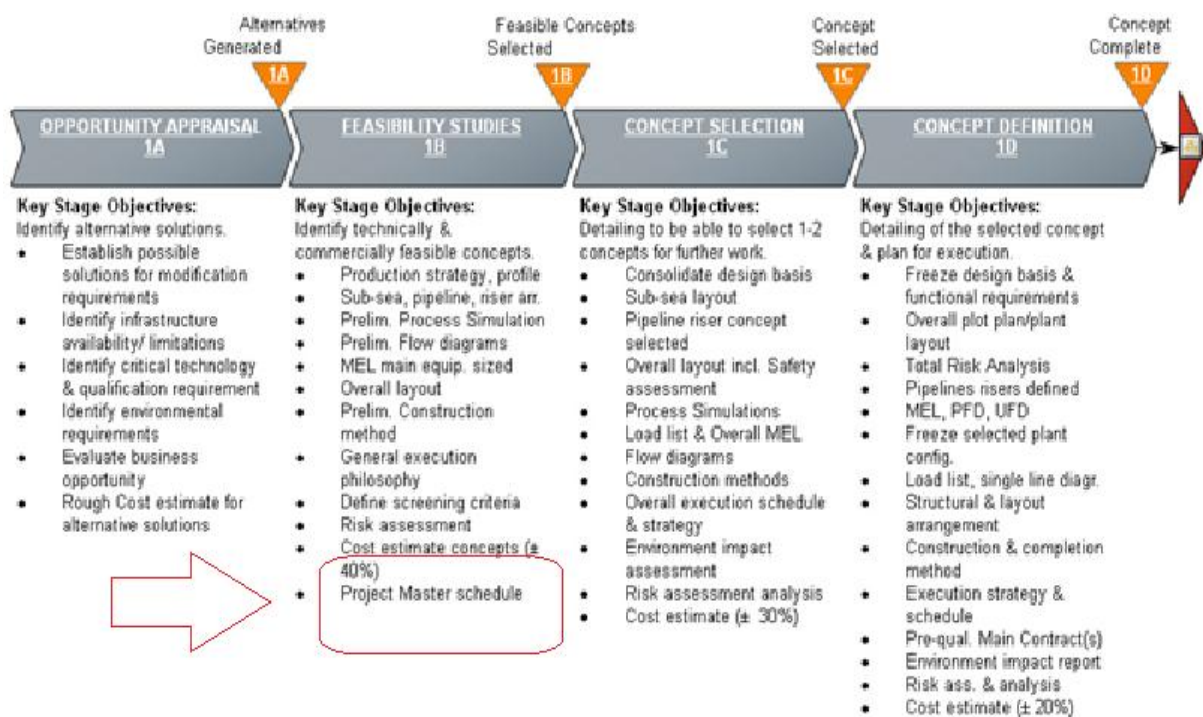 Alternatives
Generated
Feasible Concepts
Selected
Concept
Selected
Concept
Complete
1A
1B
1C
1D
OPPORTUNITY APPRAISAL
1A
FEASIBILITY STUDIES
1B
CONCEPT SELECTION
1C
CONCEPT DEFINITION
1D
Key Stage Objectives:
Identify alternative solutions.
• Establish possible
solutions for modification
requirements
• Identify infrastructure
availability/ limitations
• Identify critical technology
& qualification requirement
• Identify environmental
requirements
• Evaluate business
opportunity
• Rough Cost estimate for
alternative solutions
Key Stage Objectives:
Identify technically &
commercially feasible concepts.
• Production strategy, profile
• Sub-sea, pipeline, riser arr.
• Prelim. Process Simulation
• Prelim. Flow diagrams
• MEL main equip. sized
• Overall layout
• Prelim. Construction
method
• General execution
philosophy
• Define screening criteria
• Risk assessment
• Cost estimate concepts (±
40%)
• Project Master schedule
Key Stage Objectives:
Detailing to be able to select 1-2
concepts for further work.
• Consolidate design basis
• Sub-sea layout
• Pipeline riser concept
selected
• Overall layout incl. Safety
assessment
• Process Simulations
• Load list & Overall MEL
• Flow diagrams
• Construction methods
• Overall execution schedule
& strategy
• Environment impact
assessment
• Risk assessment analysis
• Cost estimate (± 30%)
Key Stage Objectives:
Detailing of the selected concept
& plan for execution.
• Freeze design basis &
functional requirements
• Overall plot plan/plant
layout
• Total Risk Analysis
• Pipelines risers defined
• MEL, PFD, UFD
• Freeze selected plant
config.
• Load list, single line diagr.
• Structural & layout
arrangement
• Construction & completion
method
• Execution strategy &
schedule
• Pre-qual. Main Contract(s)
• Environment impact report
• Risk ass. & analysis
• Cost estimate (± 20%)